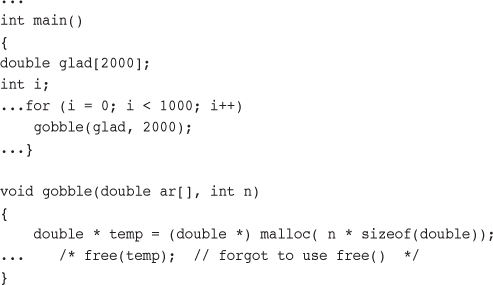 ...
int main()
{
double glad[2000];
int i;
...for (i = 0; i < 1000; i++)
    gobble(glad, 2000);
...}

void gobble(double ar[], int n)
{
    double * temp = (double *) malloc( n * sizeof(double));
...    /* free(temp);  // forgot to use free()  */
}